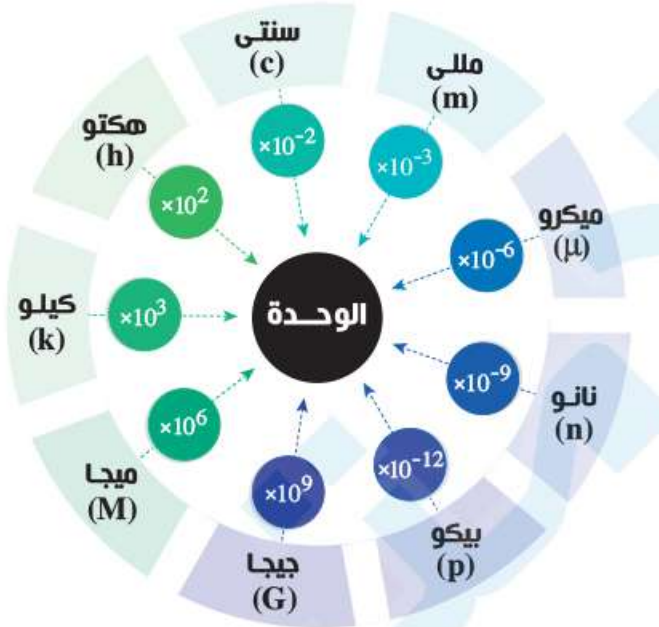 سنتى
(c)
×10⁻²
مللى
(m)
×10⁻³
ميكرو
(μ)
×10⁻⁶
نانو
(n)
×10⁻⁹
بيكو
(p)
×10⁻¹²
جيجا
(G)
×10⁹
ميجا
(M)
×10⁶
كيلو
(k)
×10³
هكتو
(h)
×10²
الوحدة